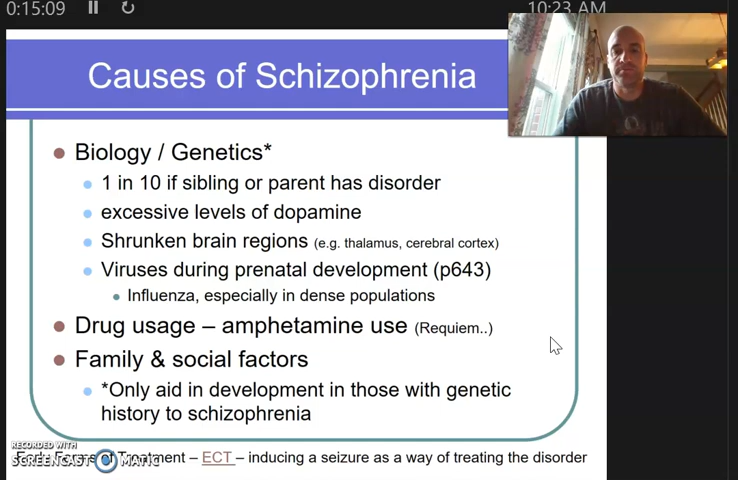 0:15:09
10:23 AM
Causes of Schizophrenia
Biology / Genetics*
1 in 10 if sibling or parent has disorder
excessive levels of dopamine
Shrunken brain regions (e.g. thalamus, cerebral cortex)
Viruses during prenatal development (p643)
Influenza, especially in dense populations
Drug usage – amphetamine use (Requiem..)
Family & social factors
*Only aid in development in those with genetic
history to schizophrenia
RECORDED WITH
SCREENCAST MATIC
Early Forms of Treatment – ECT – inducing a seizure as a way of treating the disorder